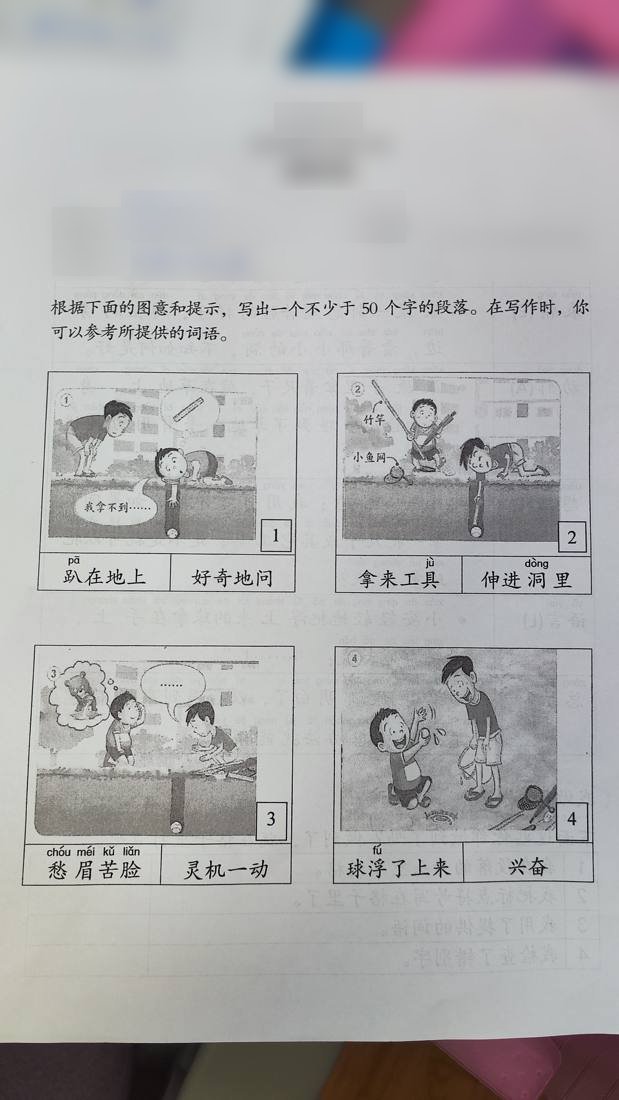 根据下面的图意和提示，写出一个不少于 50 个字的段落。在写作时，你
可以参考所提供的词语。
①
我拿不到……
1
pā
趴在地上
好奇地问
②
竹竿
小鱼网
2
jù
拿来工具
dòng
伸进洞里
③
……
3
chóu méi kǔ liǎn
愁眉苦脸
灵机一动
④
4
fú
球浮了上来
兴奋